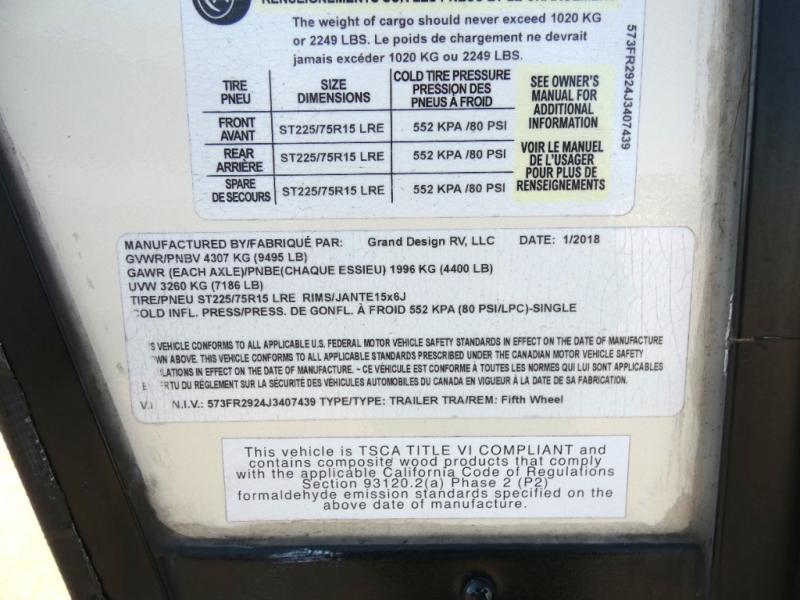 The weight of cargo should never exceed 1020 KG
or 2249 LBS. Le poids de chargement ne devrait
jamais excéder 1020 KG ou 2249 LBS.
TIRE PNEU SIZE DIMENSIONS COLD TIRE PRESSURE PRESSION DES PNEUS À FROID
FRONT AVANT ST225/75R15 LRE 552 KPA /80 PSI
REAR ARRIÈRE ST225/75R15 LRE 552 KPA /80 PSI
SPARE DE SECOURS ST225/75R15 LRE 552 KPA /80 PSI
SEE OWNER'S
MANUAL FOR
ADDITIONAL
INFORMATION
VOIR LE MANUEL
DE L'USAGER
POUR PLUS DE
RENSEIGNEMENTS
573FR2924J3407439
MANUFACTURED BY/FABRIQUÉ PAR: Grand Design RV, LLC DATE: 1/2018
GVWR/PNBV 4307 KG (9495 LB)
GAWR (EACH AXLE)/PNBE(CHAQUE ESSIEU) 1996 KG (4400 LB)
UVW 3260 KG (7186 LB)
TIRE/PNEU ST225/75R15 LRE RIMS/JANTE15x6J
OLD INFL. PRESS/PRESS. DE GONFL. À FROID 552 KPA (80 PSI/LPC)-SINGLE
S VEHICLE CONFORMS TO ALL APPLICABLE U.S. FEDERAL MOTOR VEHICLE SAFETY STANDARDS IN EFFECT ON THE DATE OF MANUFACTURE
WN ABOVE. THIS VEHICLE CONFORMS TO ALL APPLICABLE STANDARDS PRESCRIBED UNDER THE CANADIAN MOTOR VEHICLE SAFETY
LATIONS IN EFFECT ON THE DATE OF MANUFACTURE. ~ CE VÉHICULE EST CONFORME À TOUTES LES NORMES QUI LUI SONT APPLICABLES
E RTU DU RÈGLEMENT SUR LA SÉCURITÉ DES VÉHICULES AUTOMOBILES DU CANADA EN VIGUEUR À LA DATE DE SA FABRICATION.
V.I N.I.V.: 573FR2924J3407439 TYPE/TYPE: TRAILER TRA/REM: Fifth Wheel
This vehicle is TSCA TITLE VI COMPLIANT and
contains composite wood products that comply
with the applicable California Code of Regulations
Section 93120.2(a) Phase 2 (P2)
formaldehyde emission standards specified on the
above date of manufacture.